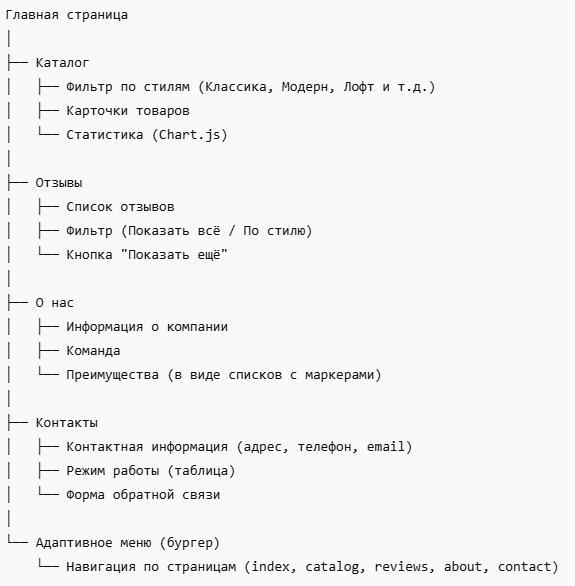 Главная страница
│
├── Каталог
│   ├── Фильтр по стилям (Классика, Модерн, Лофт и т.д.)
│   ├── Карточки товаров
│   └── Статистика (Chart.js)
│
├── Отзывы
│   ├── Список отзывов
│   ├── Фильтр (Показать всё / По стилю)
│   └── Кнопка "Показать ещё"
│
├── О нас
│   ├── Информация о компании
│   ├── Команда
│   └── Преимущества (в виде списков с маркерами)
│
├── Контакты
│   ├── Контактная информация (адрес, телефон, email)
│   ├── Режим работы (таблица)
│   └── Форма обратной связи
│
└── Адаптивное меню (бургер)
    └── Навигация по страницам (index, catalog, reviews, about, contact)